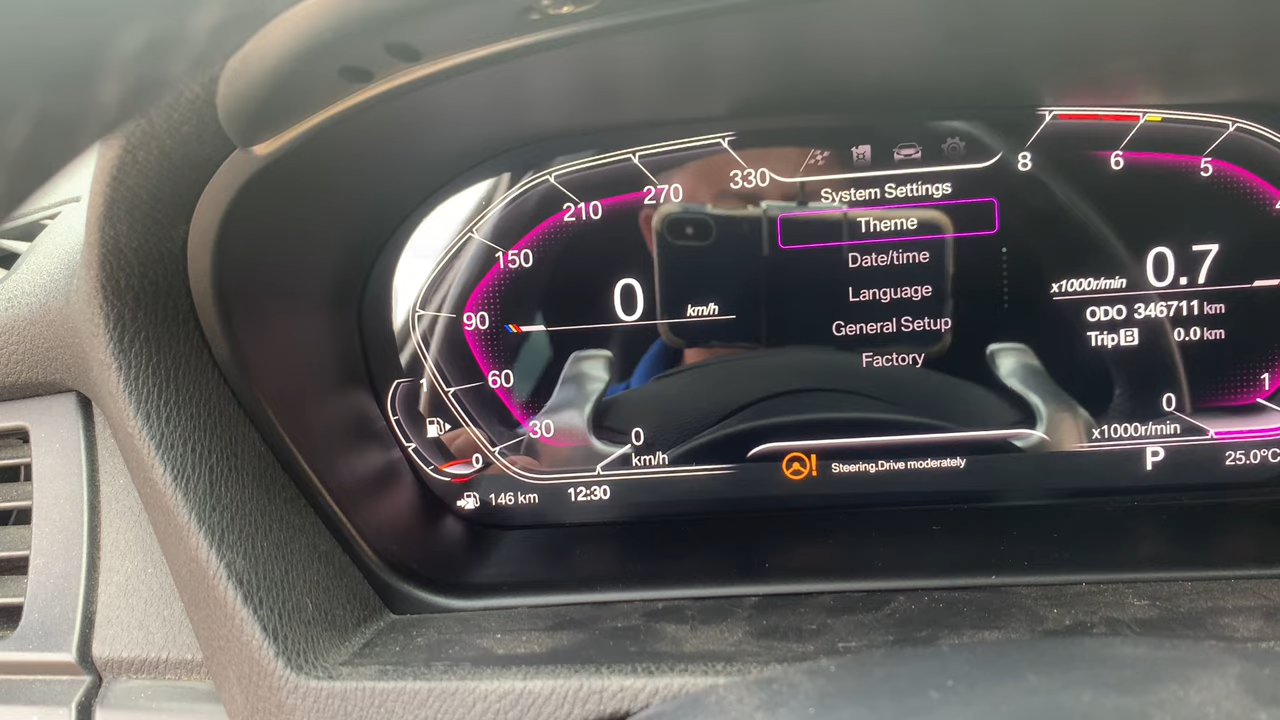 330
270
210
150
90
60
30
0
km/h
0
km/h
1
0
146 km
12:30
System Settings
Theme
Date/time
Language
General Setup
Factory
Steering.Drive moderately
8
6
5
0.7
x1000r/min
ODO 346711 km
Trip B 0.0 km
1
0
x1000r/min
P
25.0°C